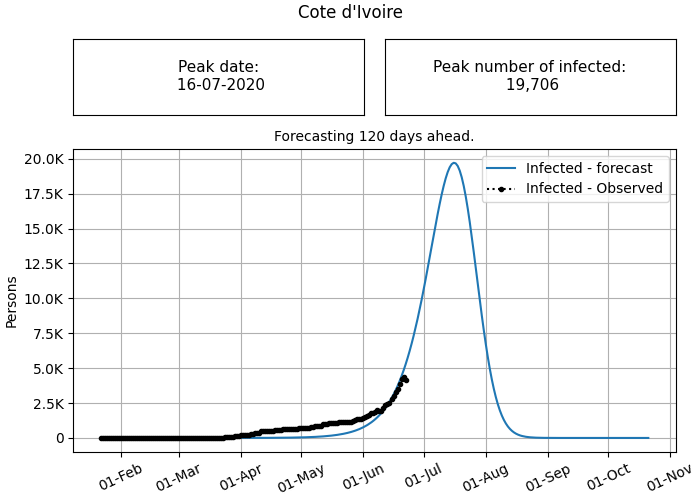 Cote d'Ivoire
Peak date:
16-07-2020
Peak number of infected:
19,706
Forecasting 120 days ahead.
20.0K
17.5K
15.0K
12.5K
10.0K
7.5K
5.0K
2.5K
0
Persons
Infected - forecast
Infected - Observed
01-Feb
01-Mar
01-Apr
01-May
01-Jun
01-Jul
01-Aug
01-Sep
01-Oct
01-Nov